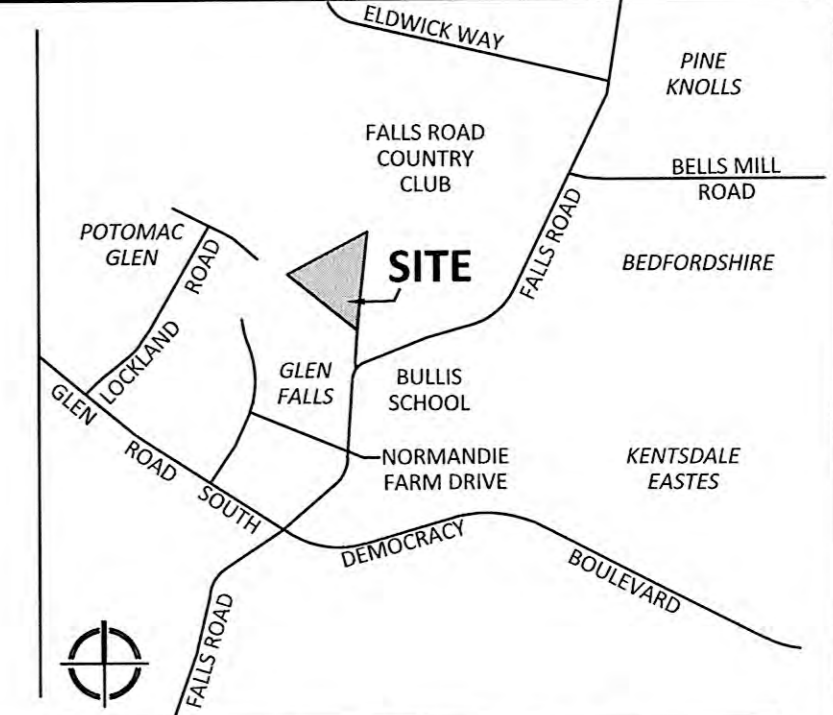 ELDWICK WAY
PINE
KNOLLS
FALLS ROAD
COUNTRY
CLUB
BELLS MILL
ROAD
POTOMAC
GLEN
LOCKLAND ROAD
SITE
FALLS ROAD
BEDFORDSHIRE
GLEN
FALLS
BULLIS
SCHOOL
GLEN ROAD SOUTH
NORMANDIE
FARM DRIVE
KENTSDALE
EASTES
DEMOCRACY BOULEVARD
FALLS ROAD